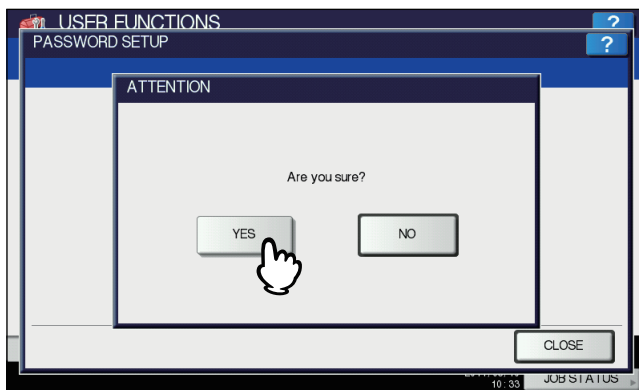 USER FUNCTIONS
?
PASSWORD SETUP
?
ATTENTION
Are you sure?
YES
NO
CLOSE
10:33
JOB STATUS